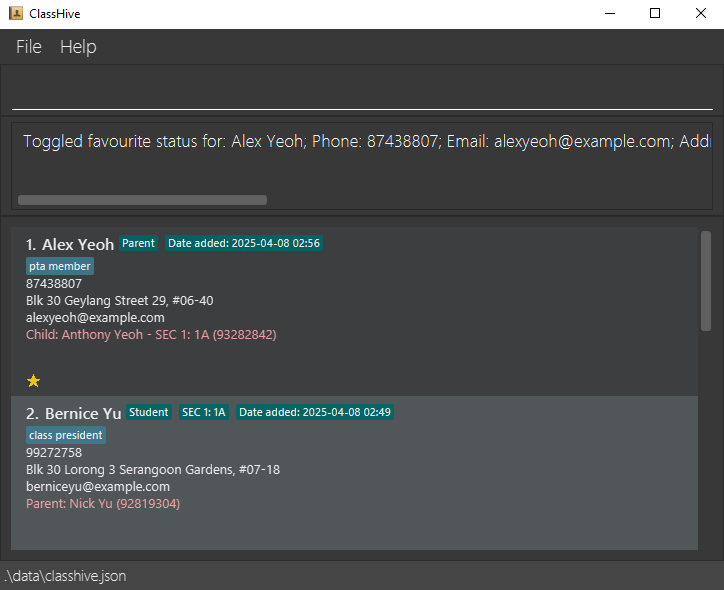 ClassHive
File Help
Toggled favourite status for: Alex Yeoh; Phone: 87438807; Email: alexyeoh@example.com;
1. Alex Yeoh Parent Date added: 2025-04-08 02:56
pta member
87438807
Blk 30 Geylang Street 29, #06-40
alexyeoh@example.com
Child: Anthony Yeoh - SEC 1: 1A (93282842)
2. Bernice Yu Student SEC 1: 1A Date added: 2025-04-08 02:49
class president
99272758
Blk 30 Lorong 3 Serangoon Gardens, #07-18
berniceyu@example.com
Parent: Nick Yu (92819304)
.\data\classhive.json